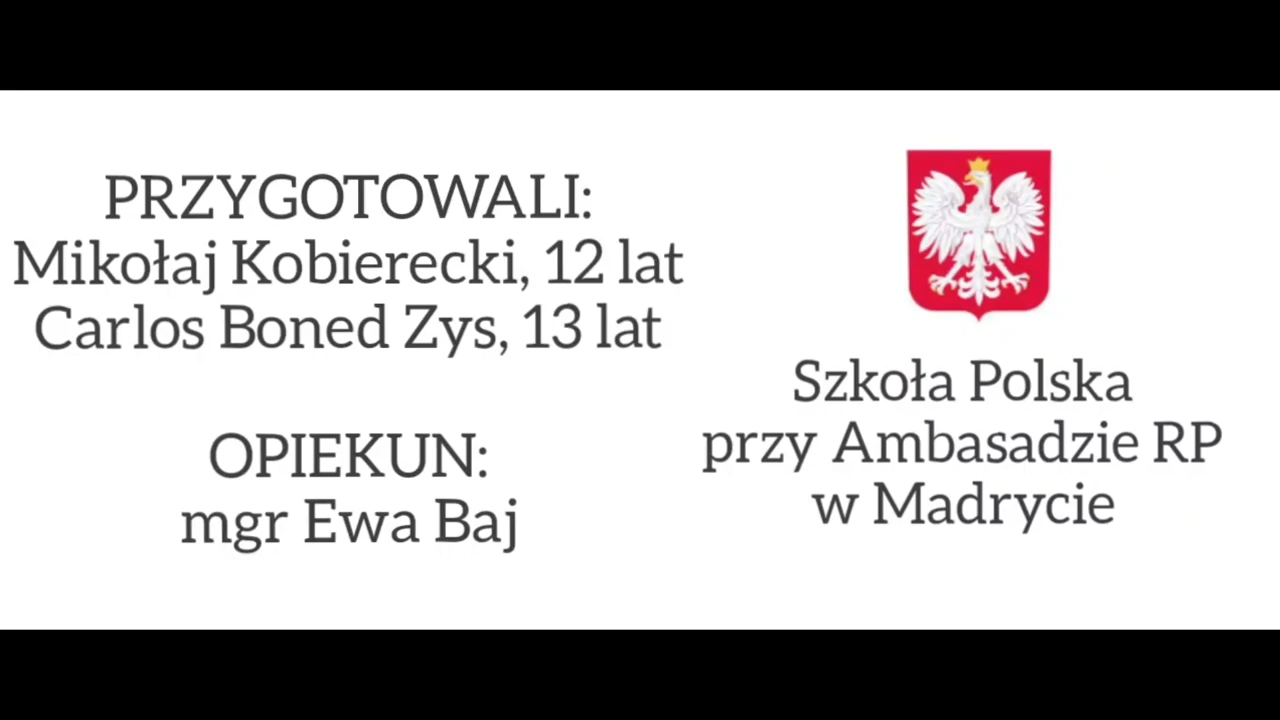 PRZYGOTOWALI:
Mikołaj Kobierecki, 12 lat
Carlos Boned Zys, 13 lat
OPIEKUN:
mgr Ewa Baj
Szkoła Polska
przy Ambasadzie RP
w Madrycie